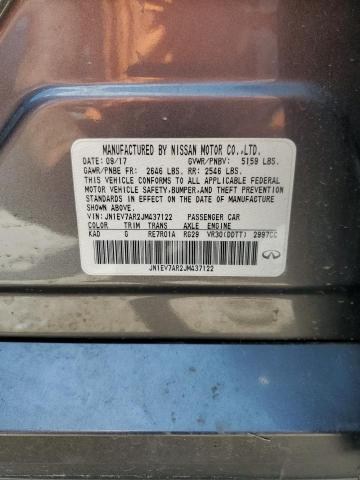 MANUFACTURED BY NISSAN MOTOR CO.,LTD.
DATE: 09/17 GVWR/PNBV: 5159 LBS.
GAWR/PNBE FR: 2646 LBS. RR: 2546 LBS.
THIS VEHICLE CONFORMS TO ALL APPLICABLE FEDERAL
MOTOR VEHICLE SAFETY,BUMPER,AND THEFT PREVENTION
STANDARDS IN EFFECT ON THE DATE OF MANUFACTURE
SHOWN ABOVE.
VIN: JN1EV7AR2JM437122 PASSENGER CAR
COLOR TRIM TRANS AXLE ENGINE
KAD G RE7R01A RG29 VR30(DDTT) 2997CC
JN1EV7AR2JM437122
INFINITI